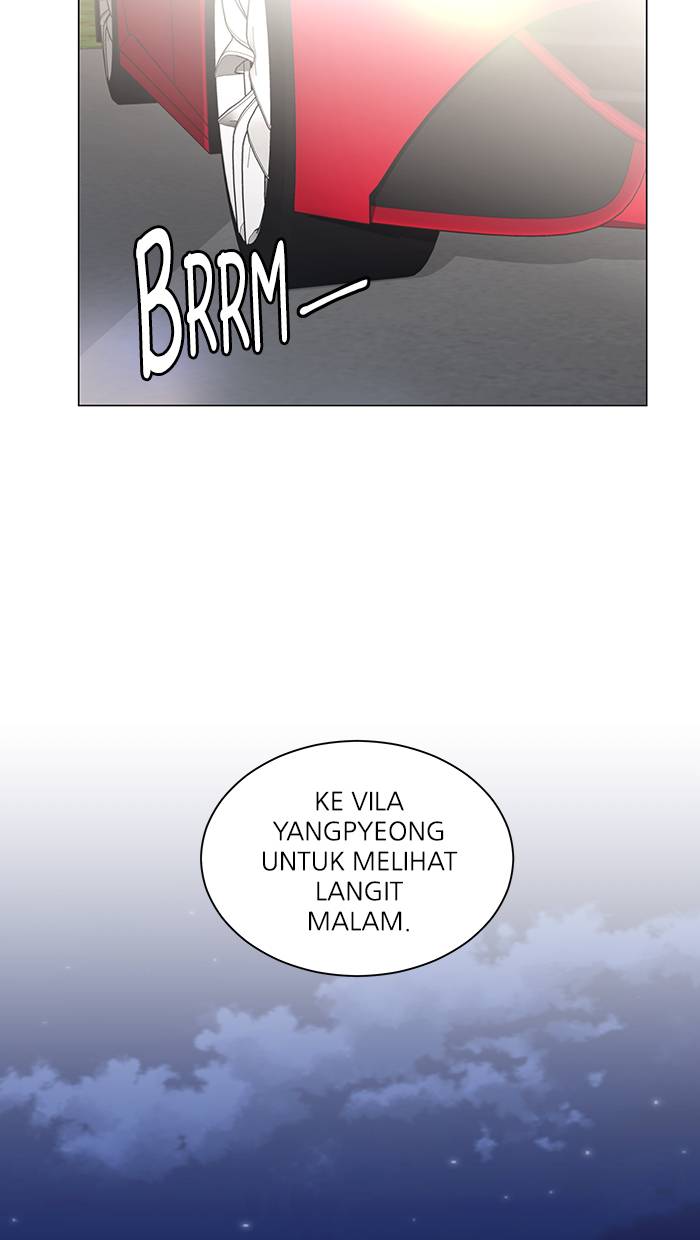 BRRM—
KE VILA
YANGPYEONG
UNTUK MELIHAT
LANGIT
MALAM.